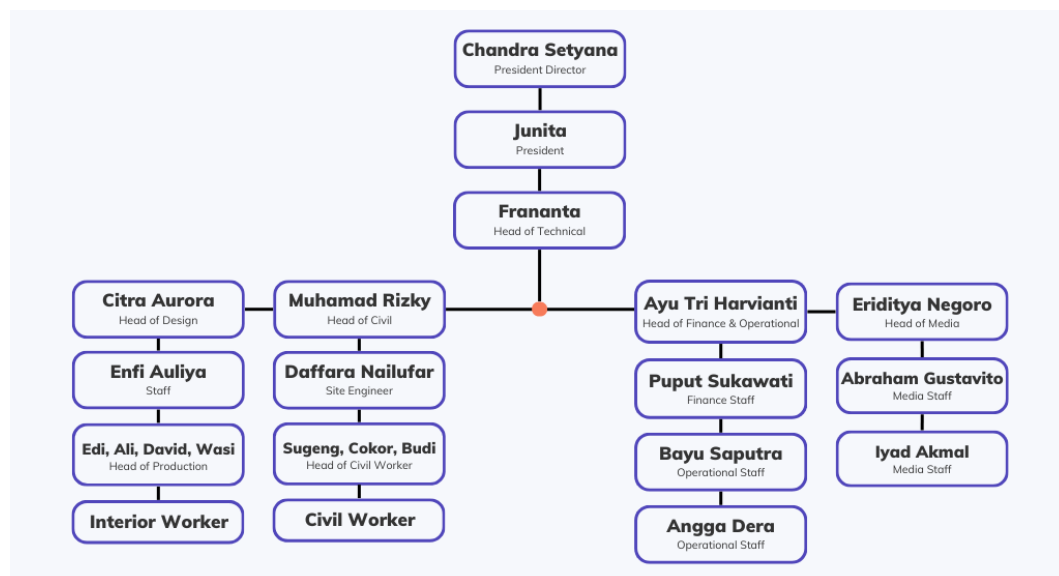 Chandra Setyana
President Director
Junita
President
Frananta
Head of Technical
Citra Aurora
Head of Design
Muhamad Rizky
Head of Civil
Ayu Tri Harvianti
Head of Finance & Operational
Eriditya Negoro
Head of Media
Enfi Auliya
Staff
Daffara Nailufar
Site Engineer
Puput Sukawati
Finance Staff
Abraham Gustavito
Media Staff
Edi, Ali, David, Wasi
Head of Production
Sugeng, Cokor, Budi
Head of Civil Worker
Bayu Saputra
Operational Staff
Iyad Akmal
Media Staff
Interior Worker
Civil Worker
Angga Dera
Operational Staff